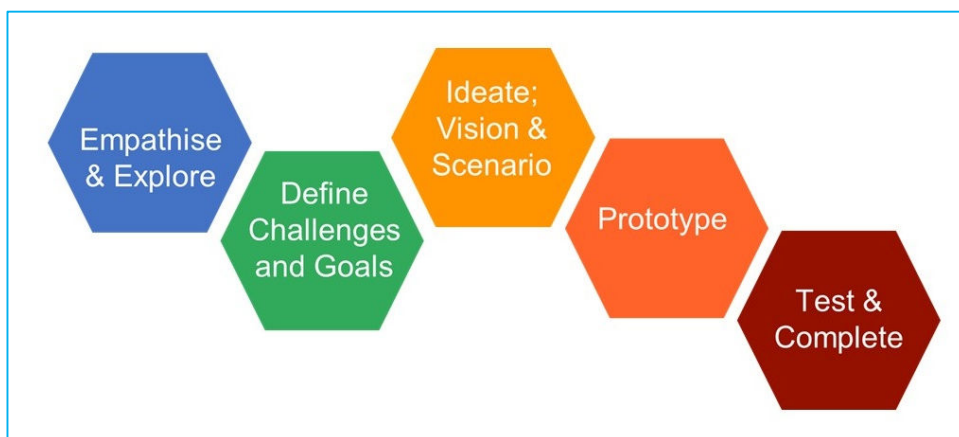 Empathise
& Explore
Define
Challenges
and Goals
Ideate;
Vision &
Scenario
Prototype
Test &
Complete